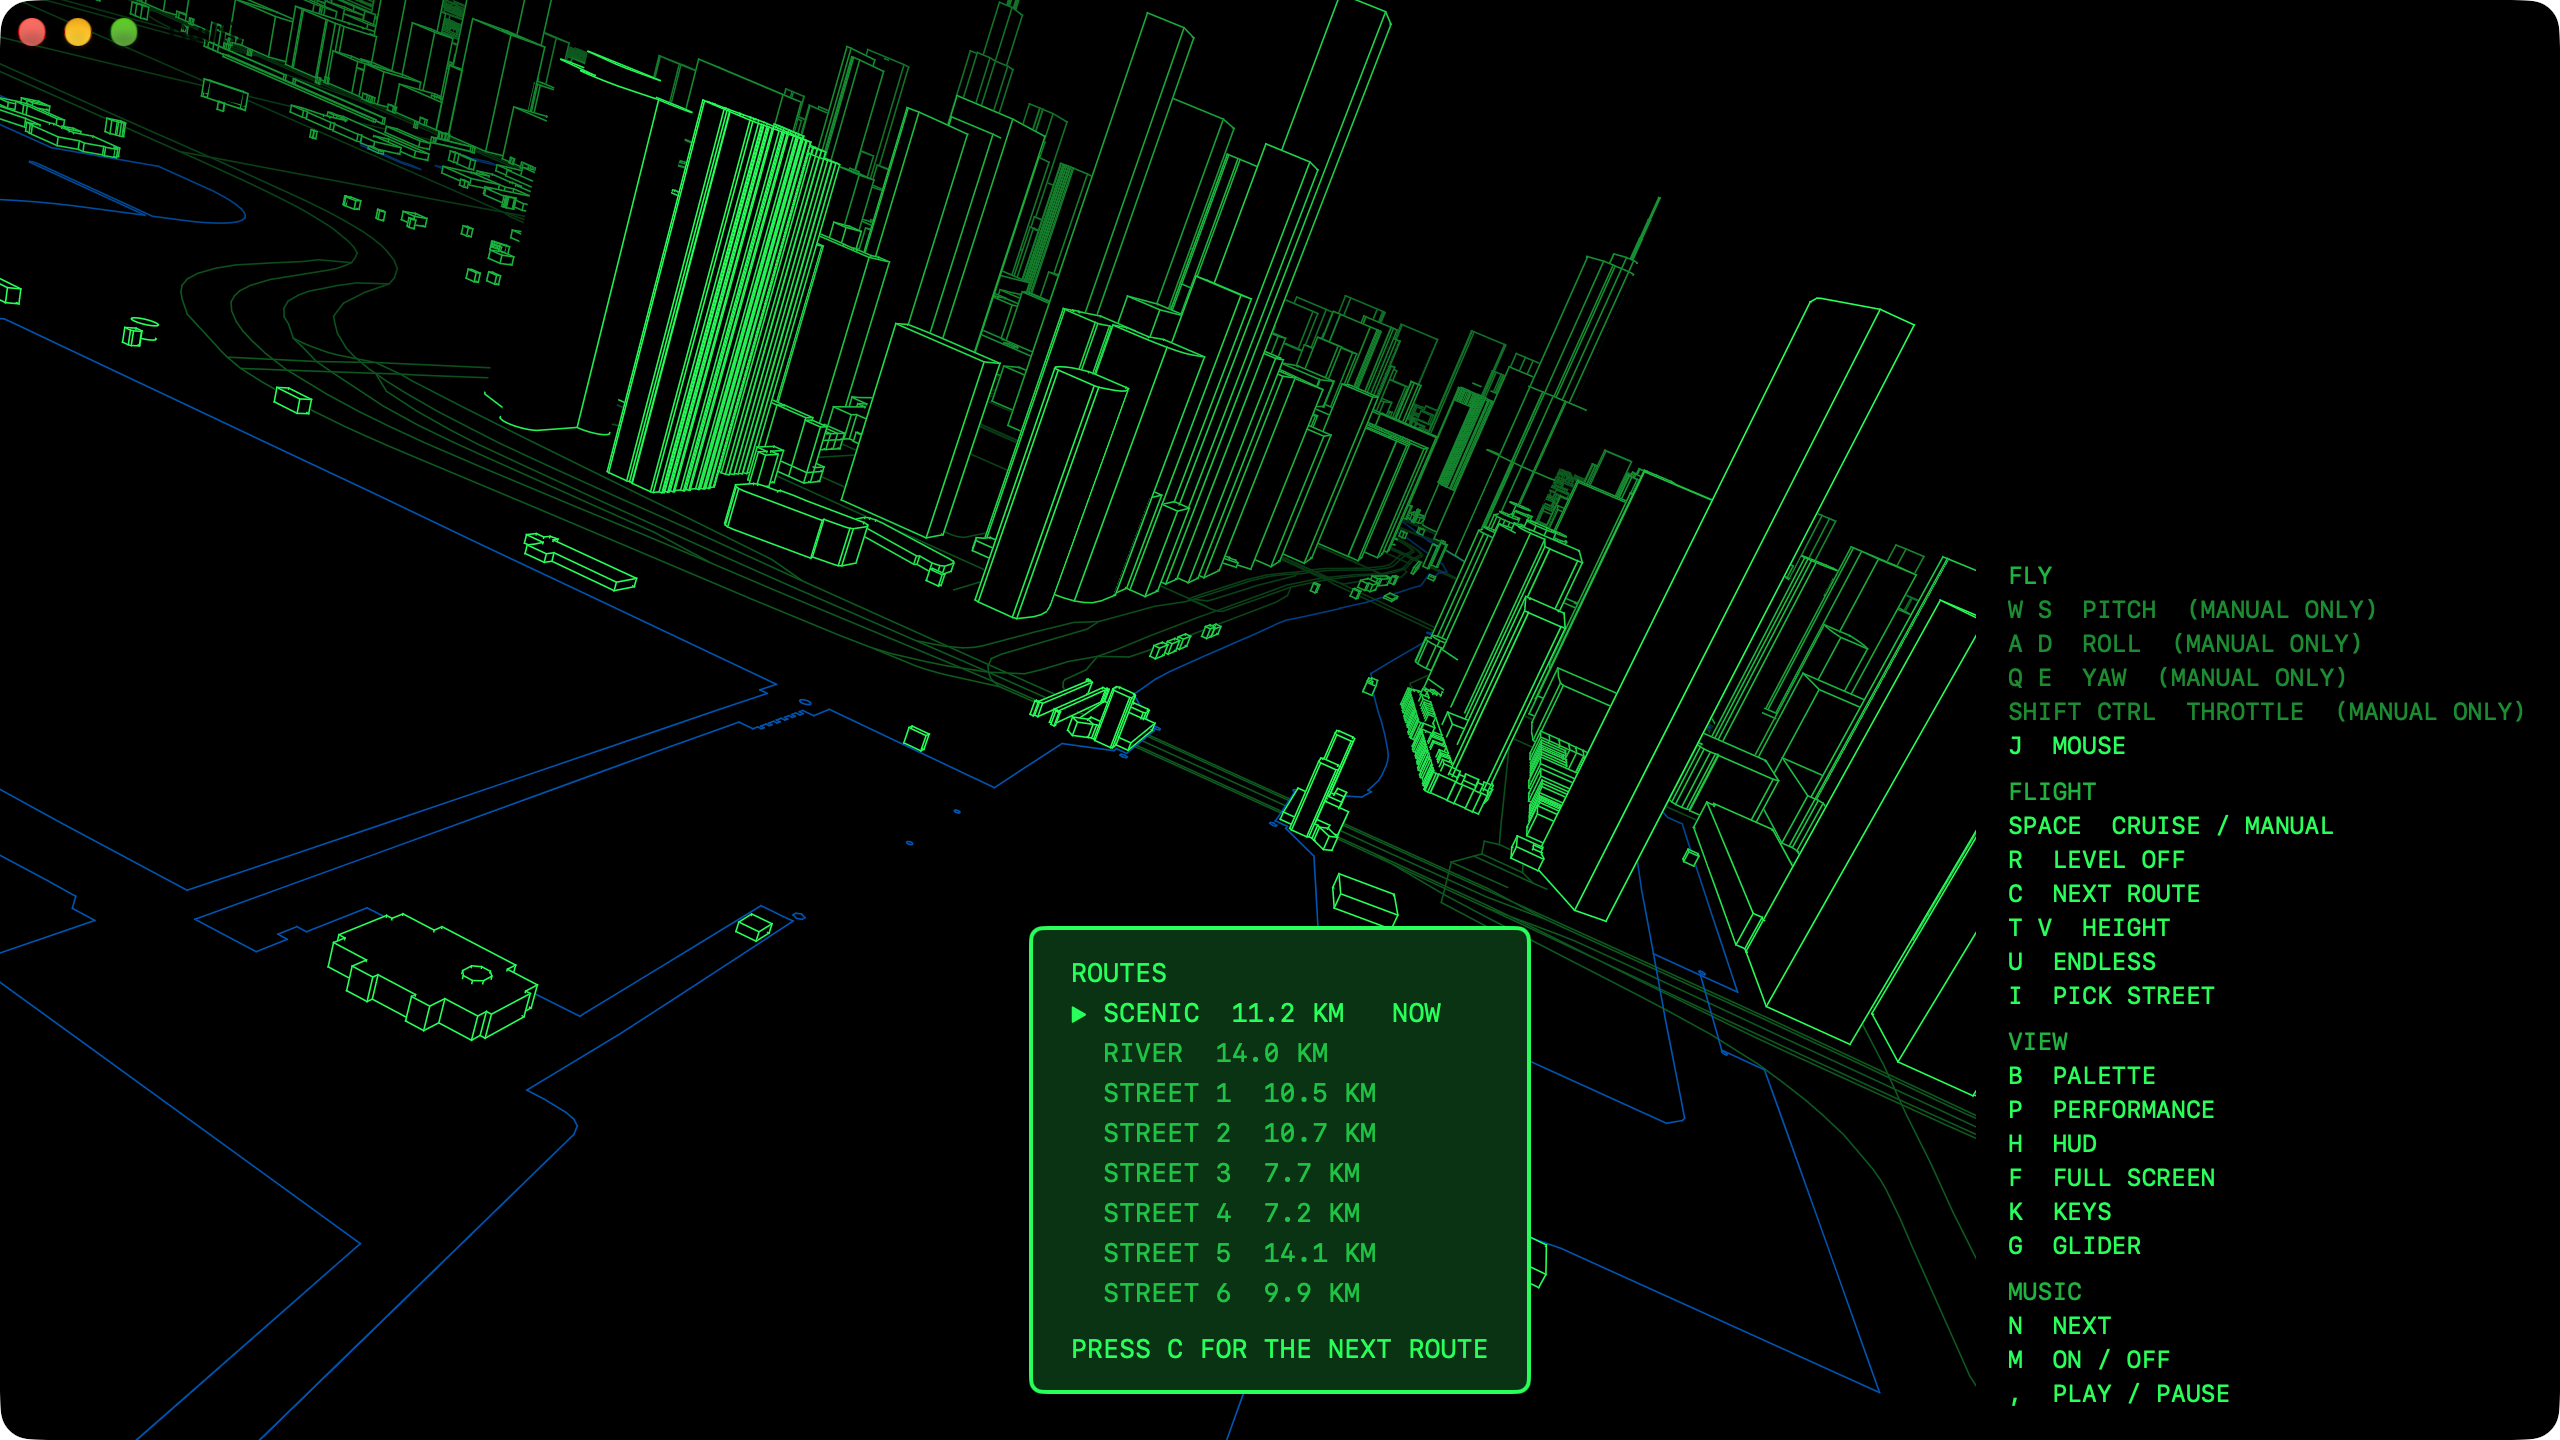 ROUTES
▶ SCENIC 11.2 KM NOW
RIVER 14.0 KM
STREET 1 10.5 KM
STREET 2 10.7 KM
STREET 3 7.7 KM
STREET 4 7.2 KM
STREET 5 14.1 KM
STREET 6 9.9 KM
PRESS C FOR THE NEXT ROUTE
FLY
W S PITCH (MANUAL ONLY)
A D ROLL (MANUAL ONLY)
Q E YAW (MANUAL ONLY)
SHIFT CTRL THROTTLE (MANUAL ONLY)
J MOUSE
FLIGHT
SPACE CRUISE / MANUAL
R LEVEL OFF
C NEXT ROUTE
T V HEIGHT
U ENDLESS
I PICK STREET
VIEW
B PALETTE
P PERFORMANCE
H HUD
F FULL SCREEN
K KEYS
G GLIDER
MUSIC
N NEXT
M ON / OFF
, PLAY / PAUSE